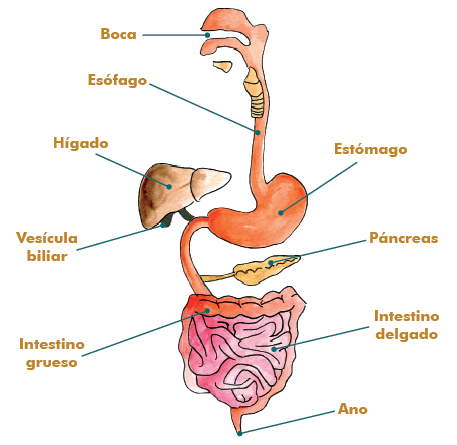 Boca
Esófago
Hígado
Estómago
Vesícula
biliar
Páncreas
Intestino
delgado
Intestino
grueso
Ano